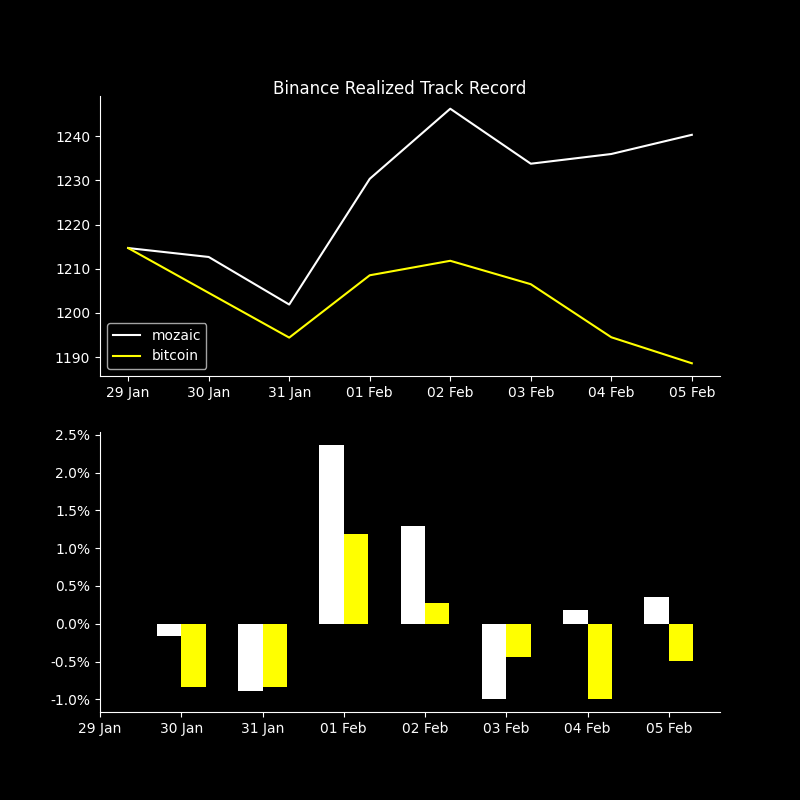 Binance Realized Track Record
1240
1230
1220
1210
1200
1190
mozaic
bitcoin
29 Jan 30 Jan 31 Jan 01 Feb 02 Feb 03 Feb 04 Feb 05 Feb
2.5%
2.0%
1.5%
1.0%
0.5%
0.0%
-0.5%
-1.0%
29 Jan 30 Jan 31 Jan 01 Feb 02 Feb 03 Feb 04 Feb 05 Feb